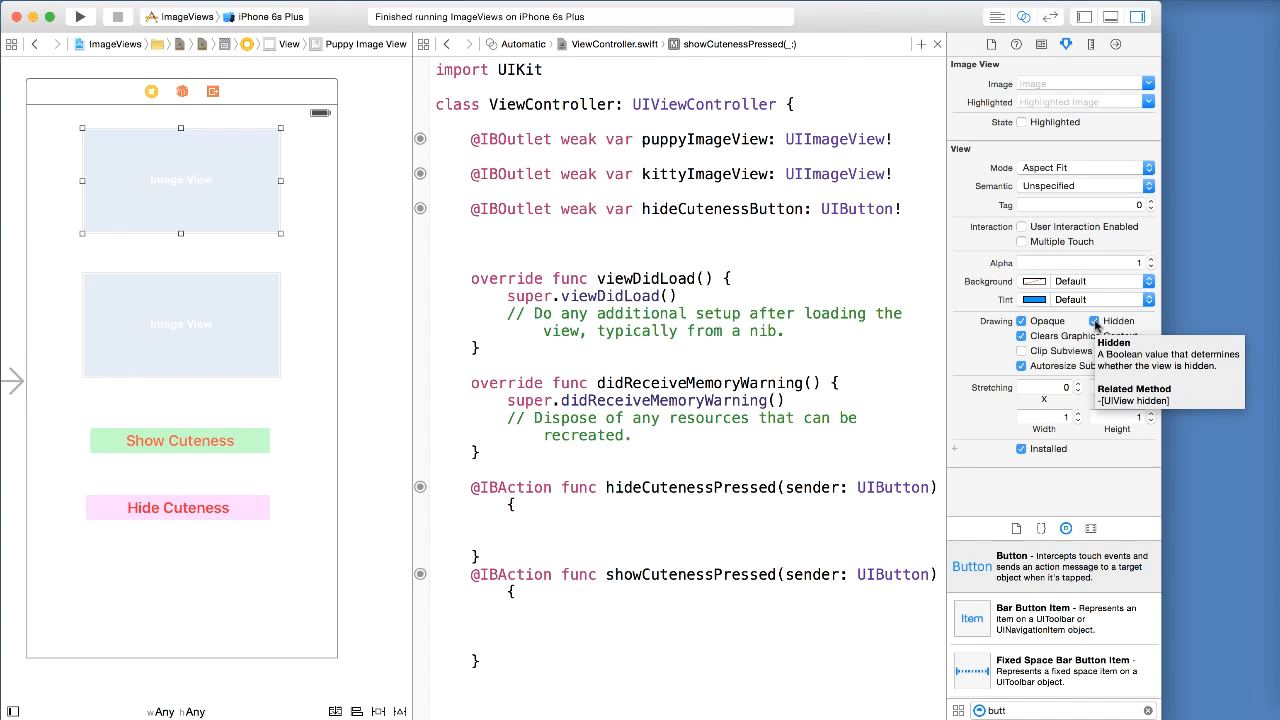 ImageViews
iPhone 6s Plus
Finished running ImageViews on iPhone 6s Plus
ImageViews
View
Puppy Image View
Automatic
ViewController.swift
M
showCutenessPressed(_:)
Image View
Image View
Show Cuteness
Hide Cuteness
wAny hAny
import UIKit
class ViewController: UIViewController {
@IBOutlet weak var puppyImageView: UIImageView!
@IBOutlet weak var kittyImageView: UIImageView!
@IBOutlet weak var hideCutenessButton: UIButton!
override func viewDidLoad() {
super.viewDidLoad()
// Do any additional setup after loading the
view, typically from a nib.
}
override func didReceiveMemoryWarning() {
super.didReceiveMemoryWarning()
// Dispose of any resources that can be
recreated.
}
@IBAction func hideCutenessPressed(sender: UIButton)
{
}
@IBAction func showCutenessPressed(sender: UIButton)
{
}
Image View
Image Image
Highlighted Highlighted Image
State Highlighted
View
Mode Aspect Fit
Semantic Unspecified
Tag 0
Interaction User Interaction Enabled
Multiple Touch
Alpha 1
Background Default
Tint Default
Drawing Opaque Hidden
Clears Graphics Context
Clip Subviews
Autoresize Sub
Hidden
A Boolean value that determines
whether the view is hidden.
Related Method
-[UIView hidden]
Stretching 0
X
1 1
Width Height
Installed
Button
Button - Intercepts touch events and
sends an action message to a target
object when it's tapped.
Item
Bar Button Item - Represents an
item on a UIToolbar or
UINavigationItem object.
Fixed Space Bar Button Item -
Represents a fixed space item on a
UIToolbar object.
butt